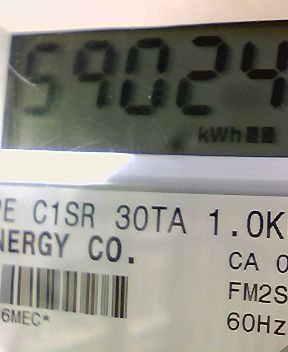 59024
kWh
PE C1SR 30TA 1.0K
NERGY CO.
CA 0
FM2S
6MEC*
60Hz